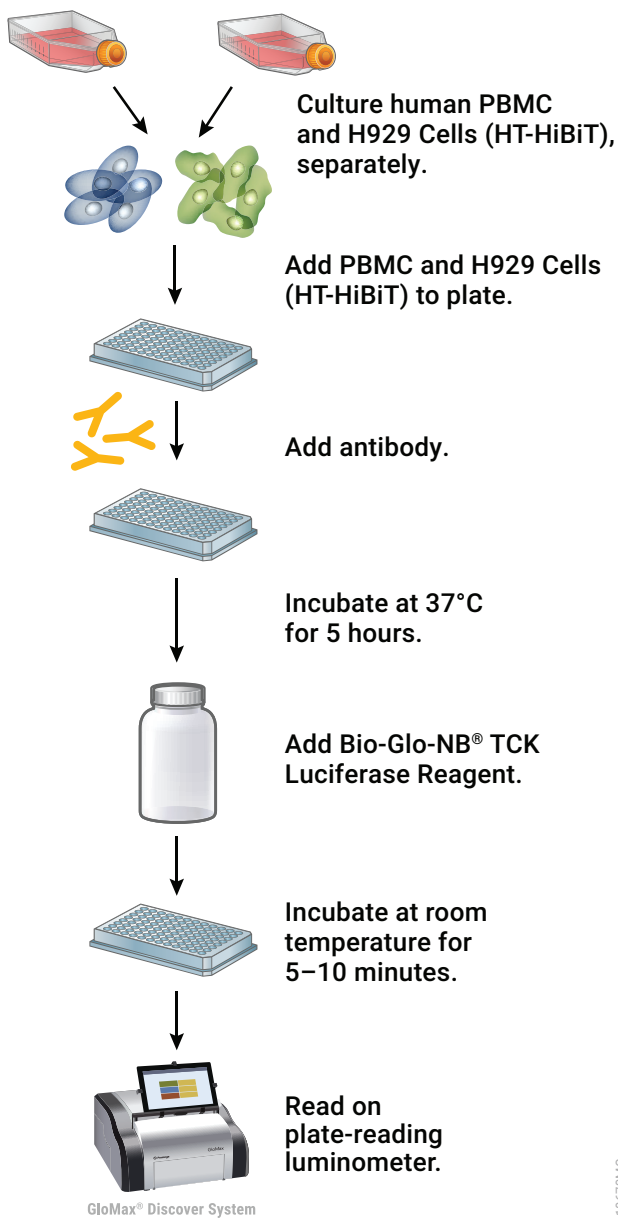 Culture human PBMC
and H929 Cells (HT-HiBiT),
separately.
Add PBMC and H929 Cells
(HT-HiBiT) to plate.
Add antibody.
Incubate at 37°C
for 5 hours.
Add Bio-Glo-NB® TCK
Luciferase Reagent.
Incubate at room
temperature for
5–10 minutes.
Read on
plate-reading
luminometer.
GloMax
GloMax® Discover System